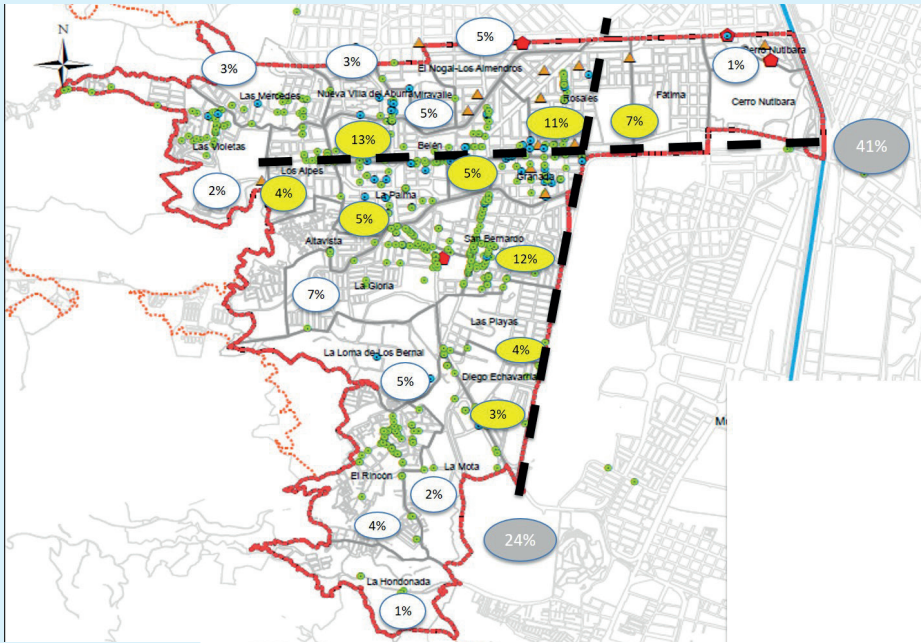 N
5%
3%
3%
Cerro Nutibara
1%
El Nogal-Los Almendros
Las Mercedes
Nueva Villa del Aburra
Miravalle
Rosales
Fatima
Cerro Nutibara
5%
11%
7%
13%
Las Violetas
Belén
41%
Los Alpes
5%
Granada
2%
4%
La Palma
5%
Altavista
San Bernardo
12%
7%
La Gloria
Las Playas
La Loma de Los Bernal
4%
5%
Diego Echavarria
3%
El Rincón
La Mota
2%
4%
24%
La Hondonada
1%